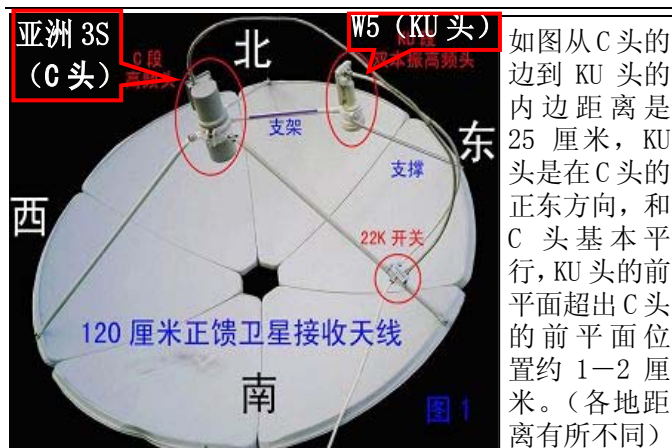 亚洲 3S
（C 头）
W5（KU 头）
C 段
高频头
KU 段
双本振高频头
北
支架
东
支撑
西
22K 开关
120 厘米正馈卫星接收天线
南
图 1
如图从 C 头的
边到 KU 头的
内边距离是
25 厘米，KU
头是在 C 头的
正东方向，和
C 头基本平
行，KU 头的前
平面超出 C 头
的前平面位
置约 1－2 厘
米。（各地距
离有所不同）